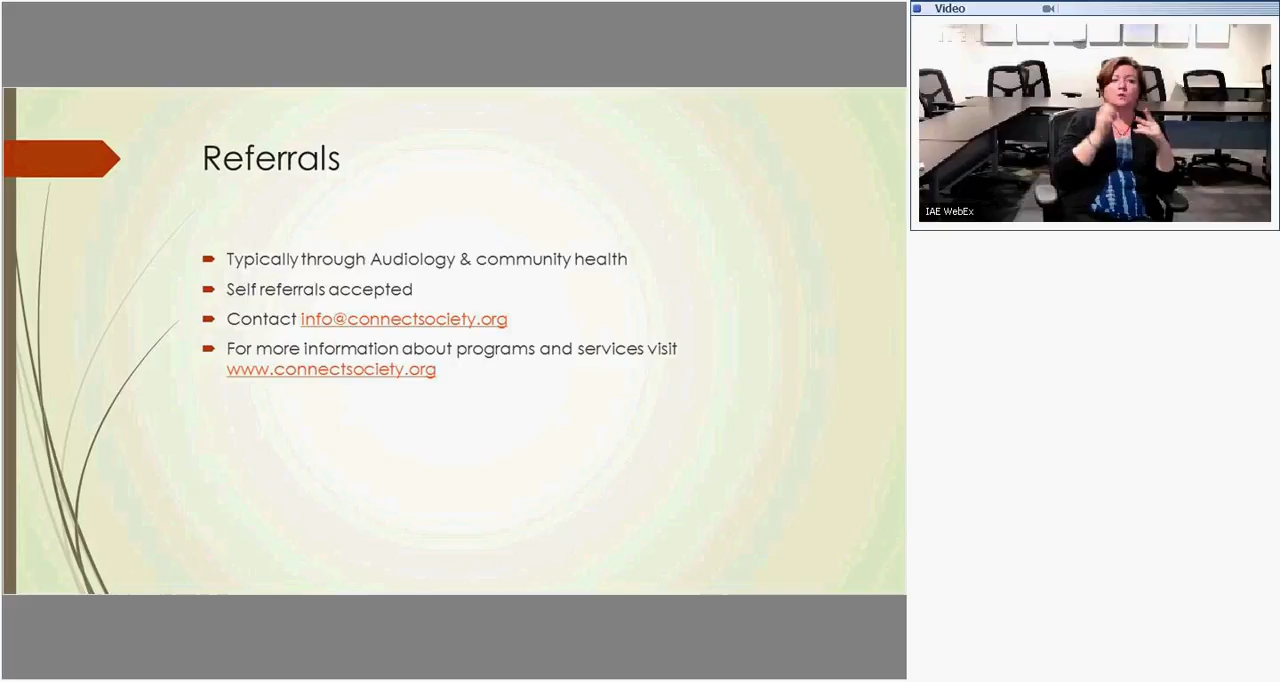 Video
Referrals
Typically through Audiology & community health
Self referrals accepted
Contact info@connectsociety.org
For more information about programs and services visit
www.connectsociety.org
IAE WebEx